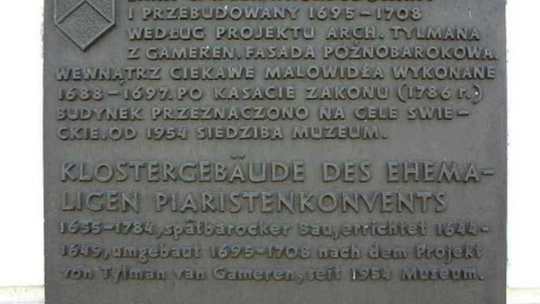 I PRZEBUDOWANY 1695-1708
WEDŁUG PROJEKTU ARCH. TYLMANA
Z GAMEREN. FASADA PÓŹNOBAROKOWA.
WEWNĄTRZ CIEKAWE MALOWIDŁA WYKONANE
1688-1697. PO KASACIE ZAKONU (1786 r.)
BUDYNEK PRZEZNACZONO NA CELE ŚWIE-
CKIE. OD 1954 SIEDZIBA MUZEUM.
KLOSTERGEBÄUDE DES EHEMA-
LIGEN PIARISTENKONVENTS
1655-1784, spätbarocker Bau, errichtet 1644-
1649, umgebaut 1695-1708 nach dem Projekt
von Tylman van Gameren, seit 1954 Museum.